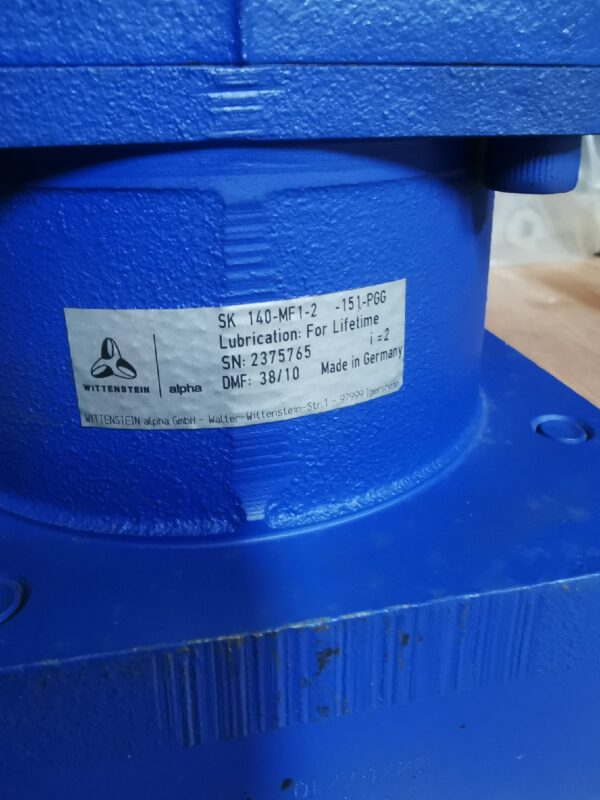 SK 140-MF1-2 -151-PGG
Lubrication: For Lifetime
SN: 2375765 i=2
DMF: 38/10 Made in Germany
WITTENSTEIN alpha
WITTENSTEIN alpha GmbH - Walter-Wittenstein-Str.1 - 97999 Igersheim